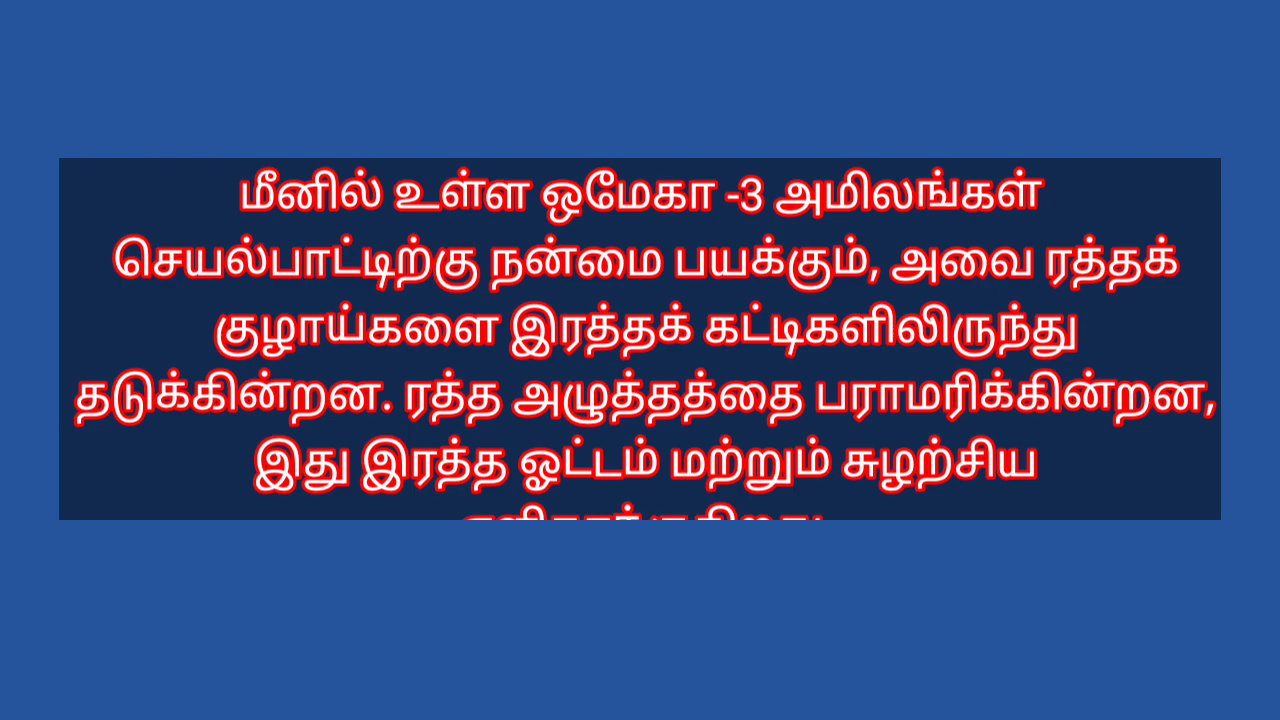 மீனில் உள்ள ஒமேகா -3 அமிலங்கள்
செயல்பாட்டிற்கு நன்மை பயக்கும், அவை ரத்தக்
குழாய்களை இரத்தக் கட்டிகளிலிருந்து
தடுக்கின்றன. ரத்த அழுத்தத்தை பராமரிக்கின்றன,
இது இரத்த ஓட்டம் மற்றும் சுழற்சிய